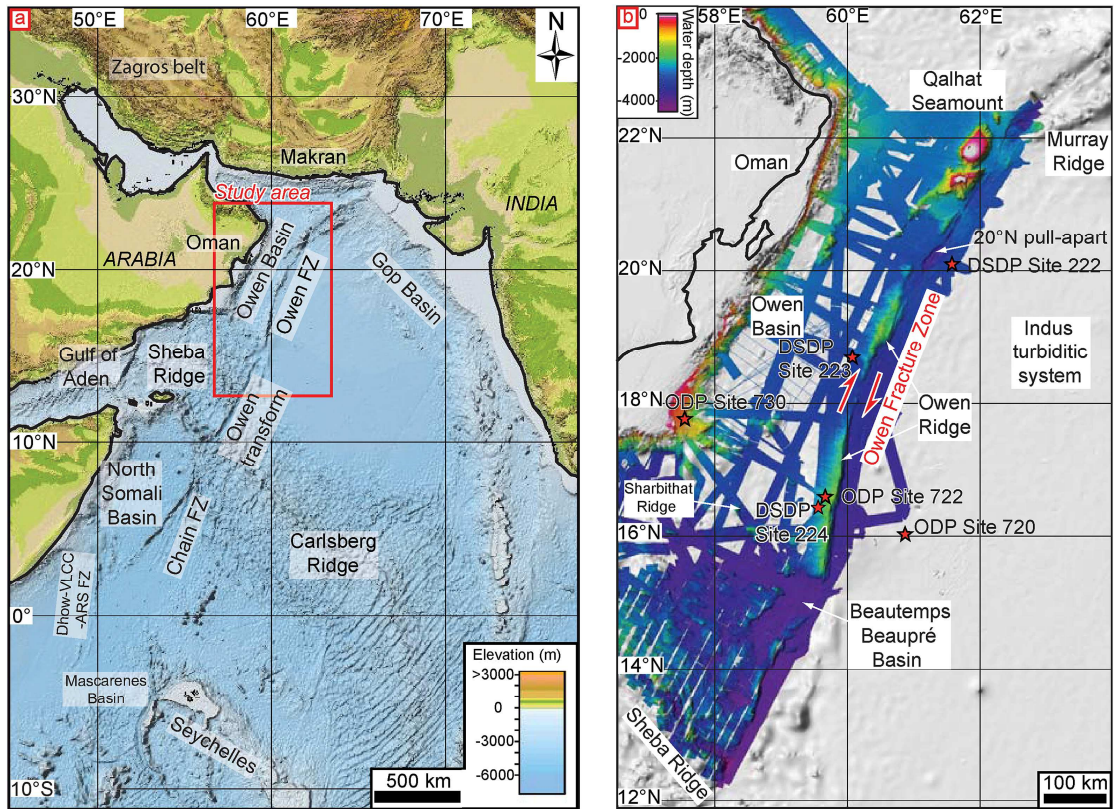 a
N
50°E
60°E
70°E
Zagros belt
30°N
Makran
Study area
INDIA
Oman
ARABIA
Owen Basin
20°N
Owen FZ
Gop Basin
Gulf of
Aden
Sheba
Ridge
Owen
transform
10°N
North
Somali
Basin
Chain FZ
Carlsberg
Ridge
Dhow-VLCC
-ARS FZ
0°
Mascarenes
Basin
Seychelles
10°S
Elevation (m)
>3000
0
-3000
-6000
500 km
b
58°E
60°E
62°E
0
-2000
-4000
Water depth (m)
Qalhat
Seamount
22°N
Murray
Ridge
Oman
20°N pull-apart
20°N
DSDP Site 222
Owen
Basin
DSDP
Site 223
Indus
turbiditic
system
Owen Fracture Zone
18°N
ODP Site 730
Owen
Ridge
Sharbithat
Ridge
ODP Site 722
DSDP
Site 224
16°N
ODP Site 720
Beautemps
Beaupré
Basin
14°N
Sheba Ridge
12°N
100 km